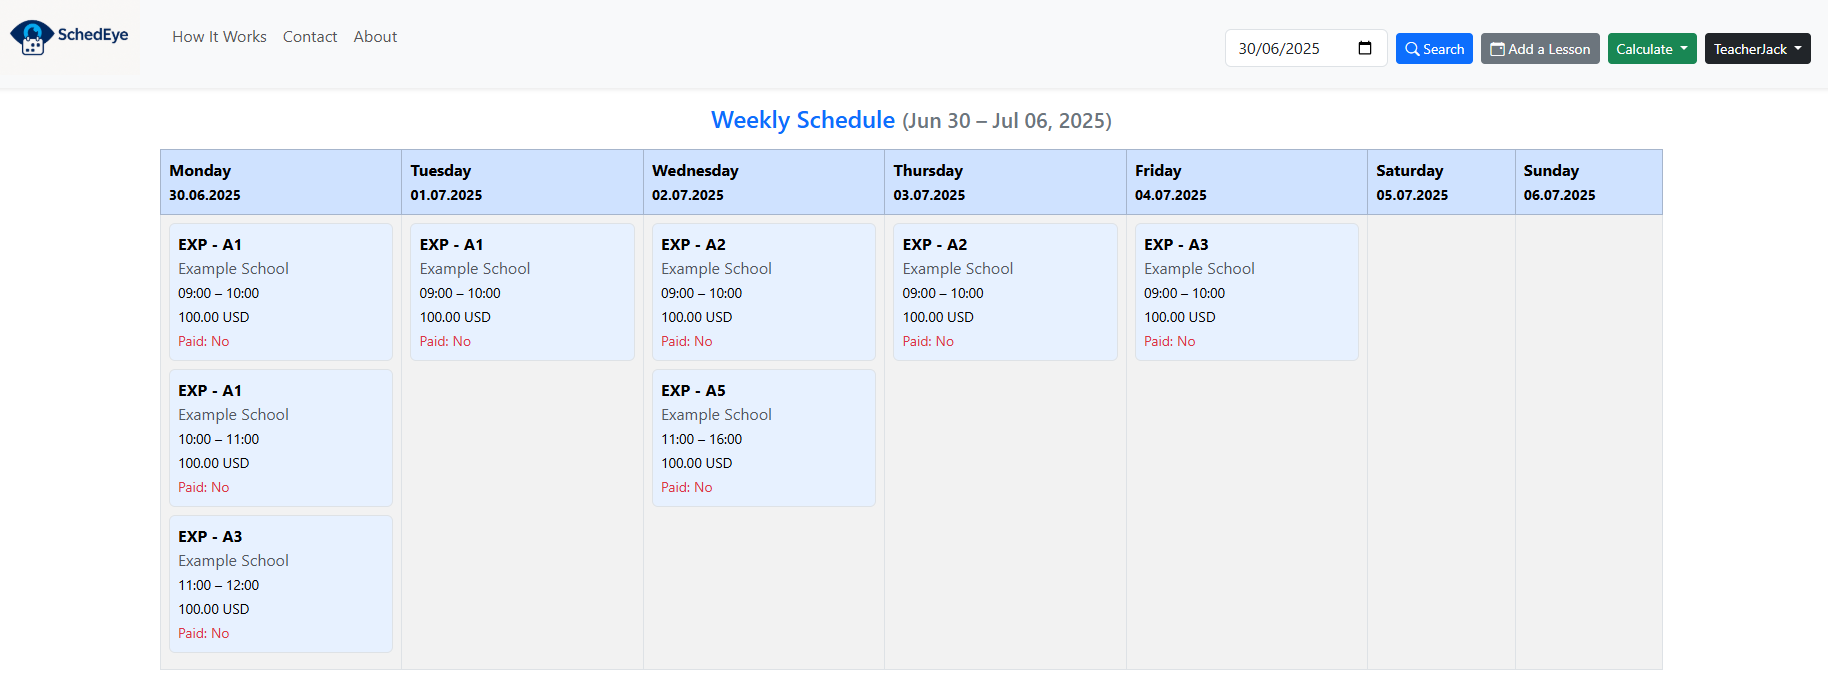 SchedEye
How It Works Contact About
30/06/2025 Search Add a Lesson Calculate TeacherJack
Weekly Schedule (Jun 30 – Jul 06, 2025)
Monday
30.06.2025
Tuesday
01.07.2025
Wednesday
02.07.2025
Thursday
03.07.2025
Friday
04.07.2025
Saturday
05.07.2025
Sunday
06.07.2025
EXP - A1
Example School
09:00 – 10:00
100.00 USD
Paid: No
EXP - A1
Example School
10:00 – 11:00
100.00 USD
Paid: No
EXP - A3
Example School
11:00 – 12:00
100.00 USD
Paid: No
EXP - A1
Example School
09:00 – 10:00
100.00 USD
Paid: No
EXP - A2
Example School
09:00 – 10:00
100.00 USD
Paid: No
EXP - A5
Example School
11:00 – 16:00
100.00 USD
Paid: No
EXP - A2
Example School
09:00 – 10:00
100.00 USD
Paid: No
EXP - A3
Example School
09:00 – 10:00
100.00 USD
Paid: No